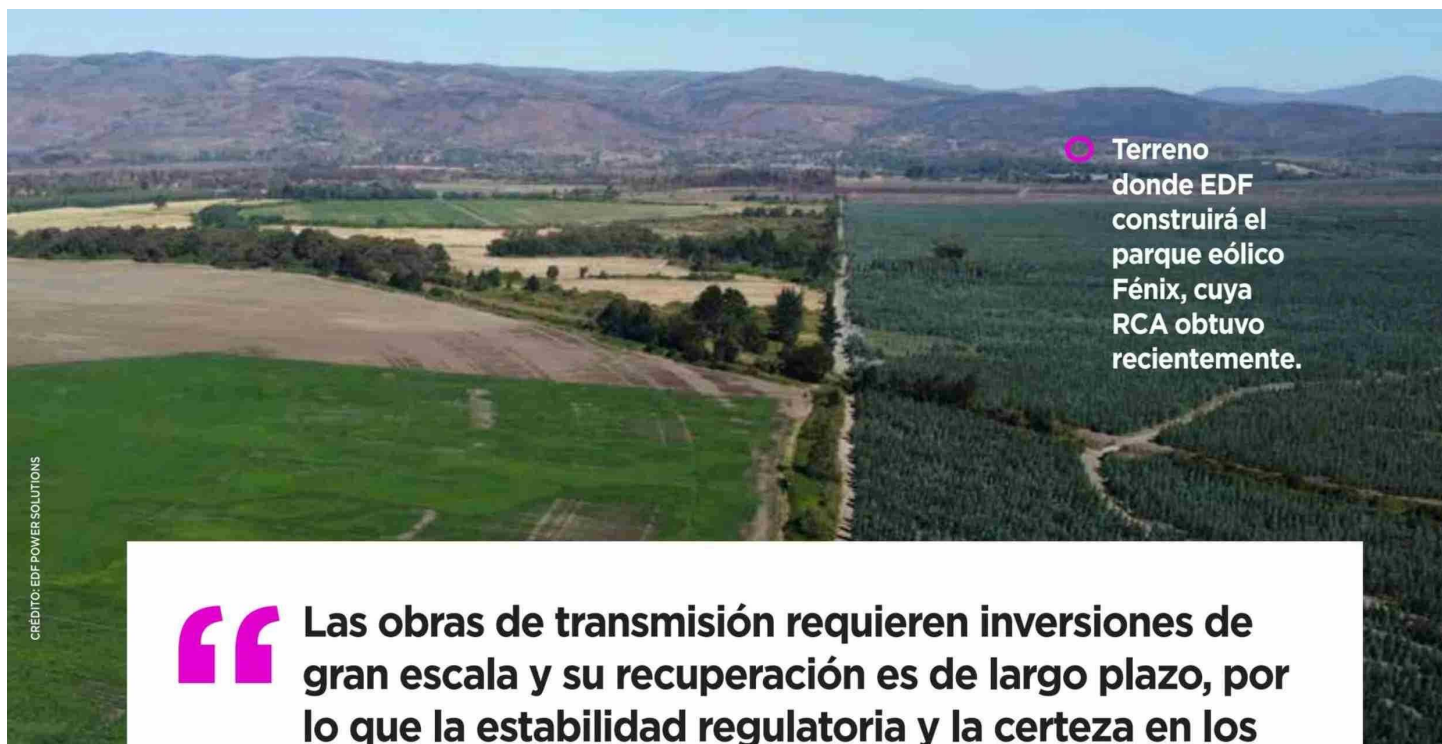 Terreno
donde EDF
construirá el
parque eólico
Fénix, cuya
RCA obtuvo
recientemente.
CRÉDITO: EDF POWER SOLUTIONS
“Las obras de transmisión requieren inversiones de
gran escala y su recuperación es de largo plazo, por
lo que la estabilidad regulatoria y la certeza en los